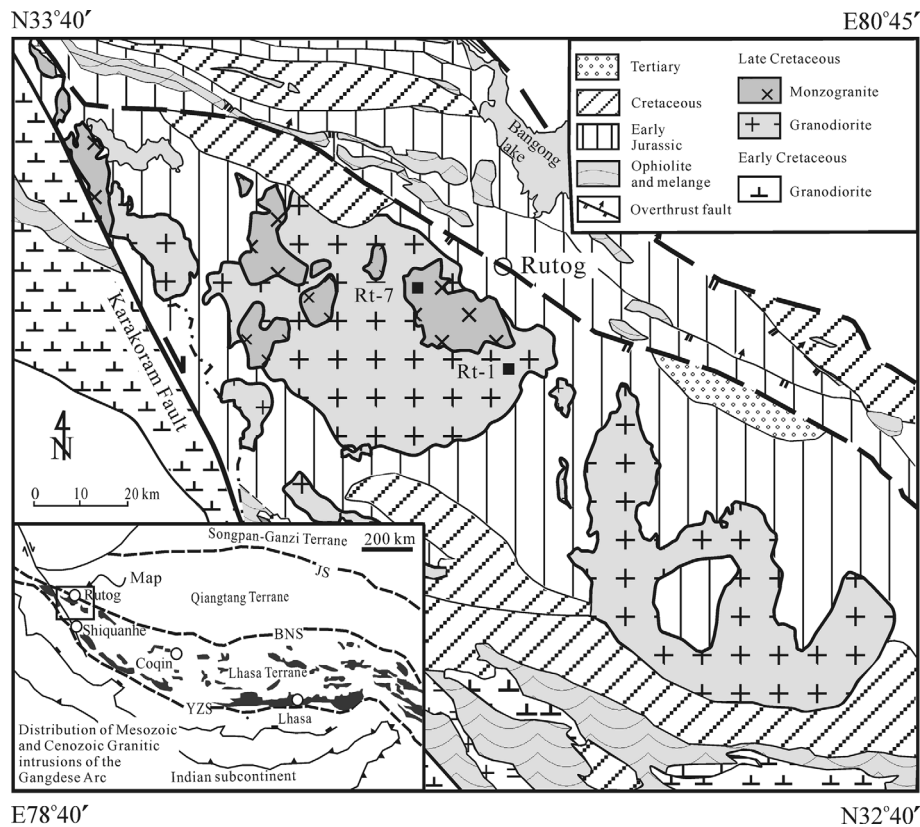 N33°40′
E80°45′
Tertiary
Cretaceous
Early
Jurassic
Ophiolite
and melange
Overthrust fault
Late Cretaceous
Monzogranite
Granodiorite
Early Cretaceous
Granodiorite
Bangong
lake
Rutog
Rt-7
Rt-1
Karakoram Fault
N
0 10 20 km
Songpan-Ganzi Terrane
200 km
JS
Map
Rutog
Qiangtang Terrane
Shiquanhe
BNS
Coqin
Lhasa Terrane
YZS
Lhasa
Distribution of Mesozoic
and Cenozoic Granitic
intrusions of the
Gangdese Arc
Indian subcontinent
E78°40′
N32°40′